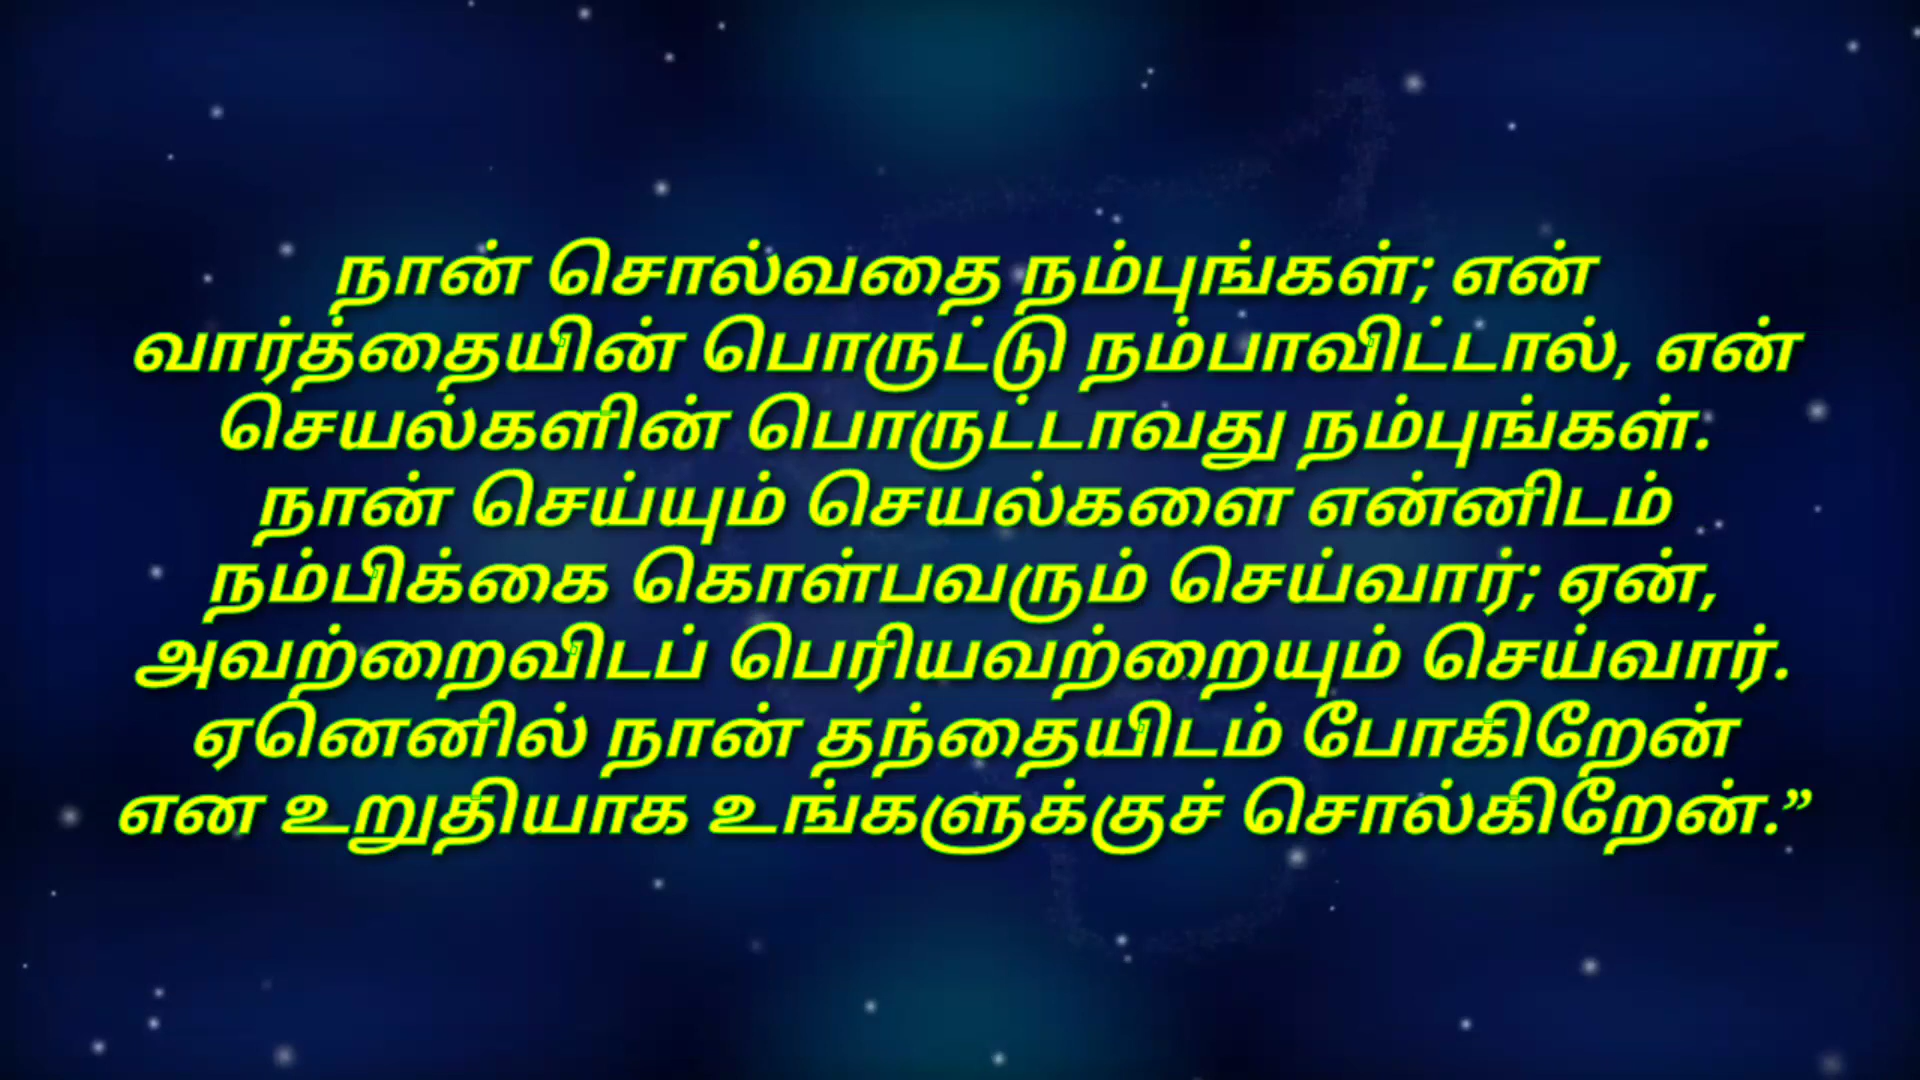 நான் சொல்வதை நம்புங்கள்; என்
வார்த்தையின் பொருட்டு நம்பாவிட்டால், என்
செயல்களின் பொருட்டாவது நம்புங்கள்.
நான் செய்யும் செயல்களை என்னிடம்
நம்பிக்கை கொள்பவரும் செய்வார்; ஏன்,
அவற்றைவிடப் பெரியவற்றையும் செய்வார்.
ஏனெனில் நான் தந்தையிடம் போகிறேன்
என உறுதியாக உங்களுக்குச் சொல்கிறேன்.”